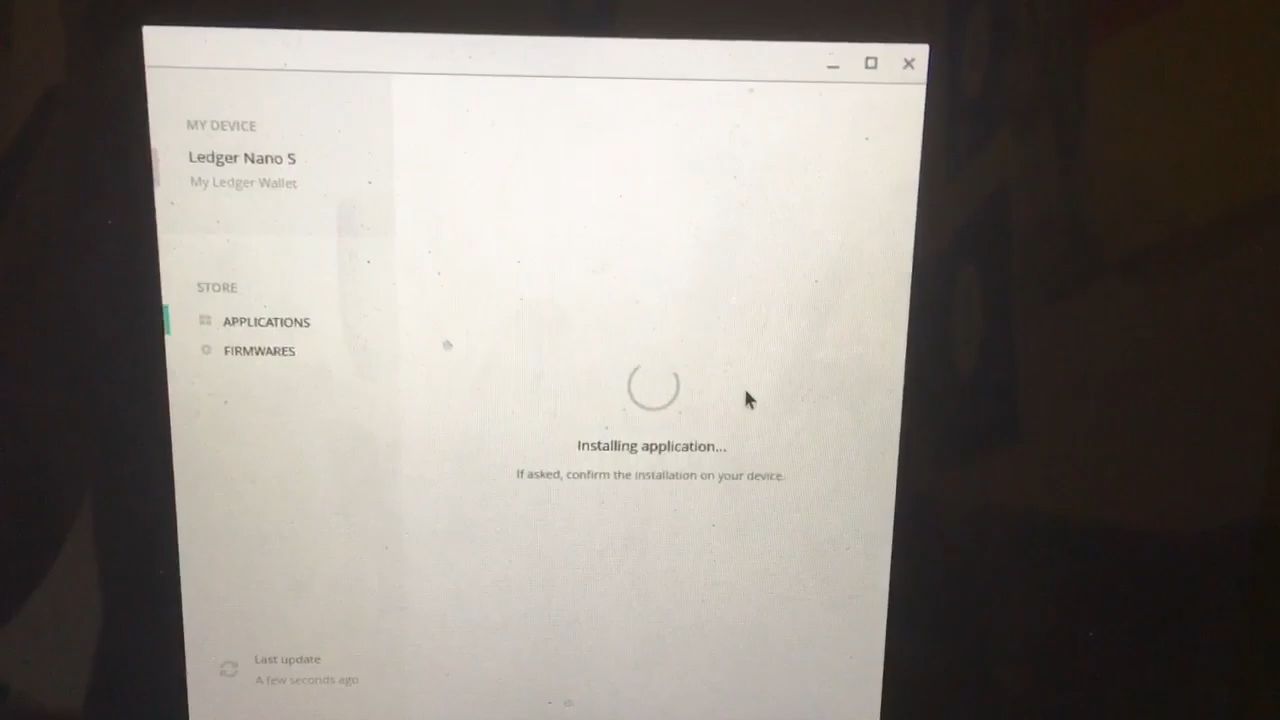 MY DEVICE
Ledger Nano S
My Ledger Wallet
STORE
APPLICATIONS
FIRMWARES
Installing application...
If asked, confirm the installation on your device.
Last update
A few seconds ago